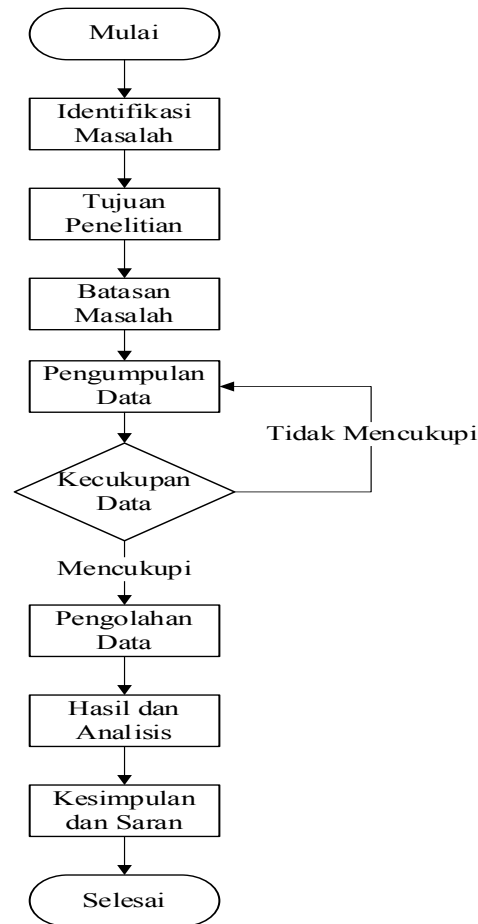 Mulai
Identifikasi
Masalah
Tujuan
Penelitian
Batasan
Masalah
Pengumpulan
Data
Tidak Mencukupi
Kecukupan
Data
Mencukupi
Pengolahan
Data
Hasil dan
Analisis
Kesimpulan
dan Saran
Selesai